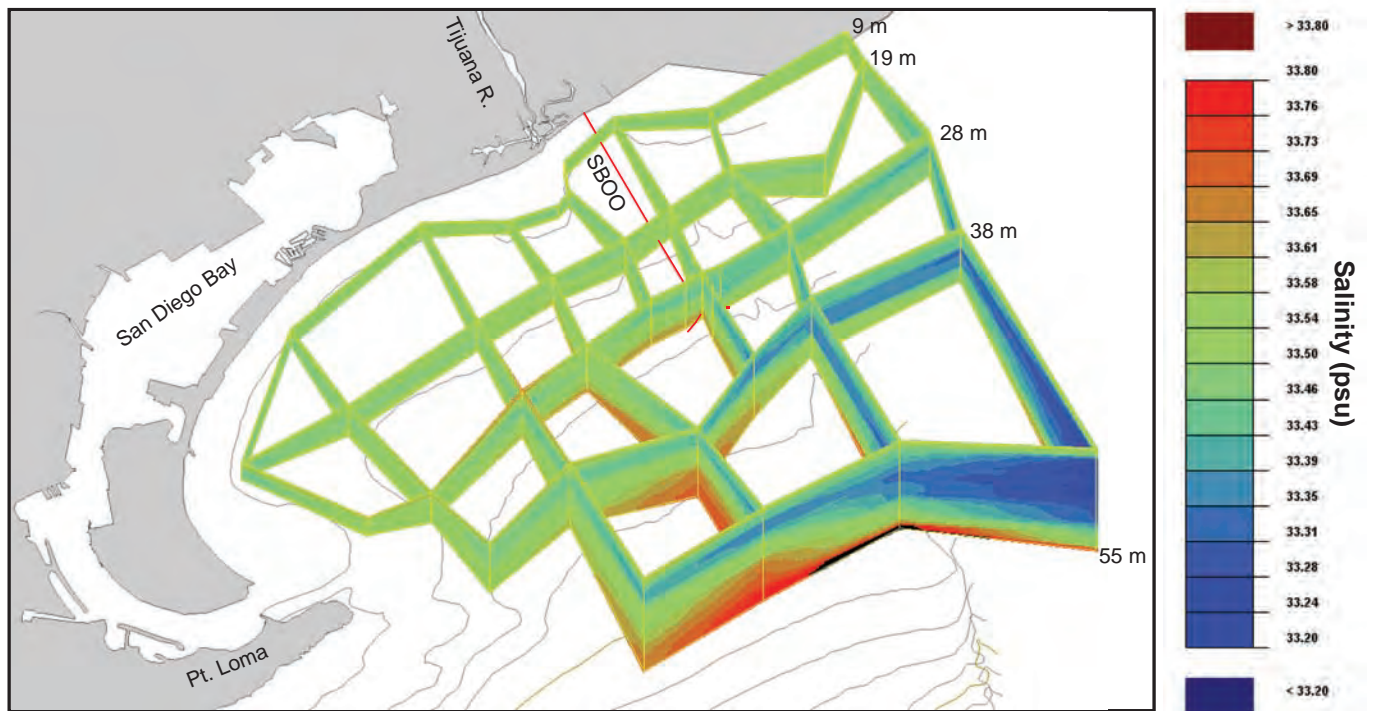 9 m
19 m
28 m
38 m
55 m
Tijuana R.
SBOO
San Diego Bay
Pt. Loma
> 33.80
33.80
33.76
33.73
33.69
33.65
33.61
33.58
33.54
33.50
33.46
33.43
33.39
33.35
33.31
33.28
33.24
33.20
< 33.20
Salinity (psu)